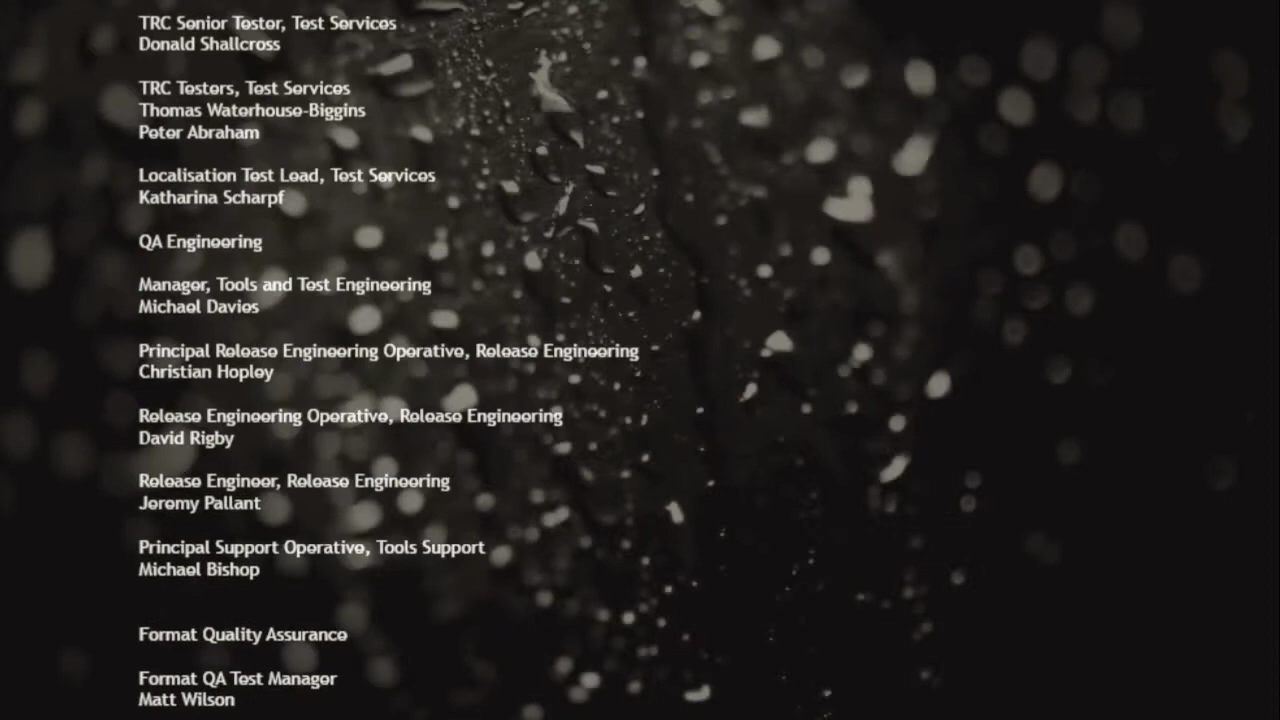 TRC Senior Tester, Test Services
Donald Shallcross
TRC Testers, Test Services
Thomas Waterhouse-Biggins
Peter Abraham
Localisation Test Lead, Test Services
Katharina Scharpf
QA Engineering
Manager, Tools and Test Engineering
Michael Davies
Principal Release Engineering Operative, Release Engineering
Christian Hopley
Release Engineering Operative, Release Engineering
David Rigby
Release Engineer, Release Engineering
Jeremy Pallant
Principal Support Operative, Tools Support
Michael Bishop
Format Quality Assurance
Format QA Test Manager
Matt Wilson